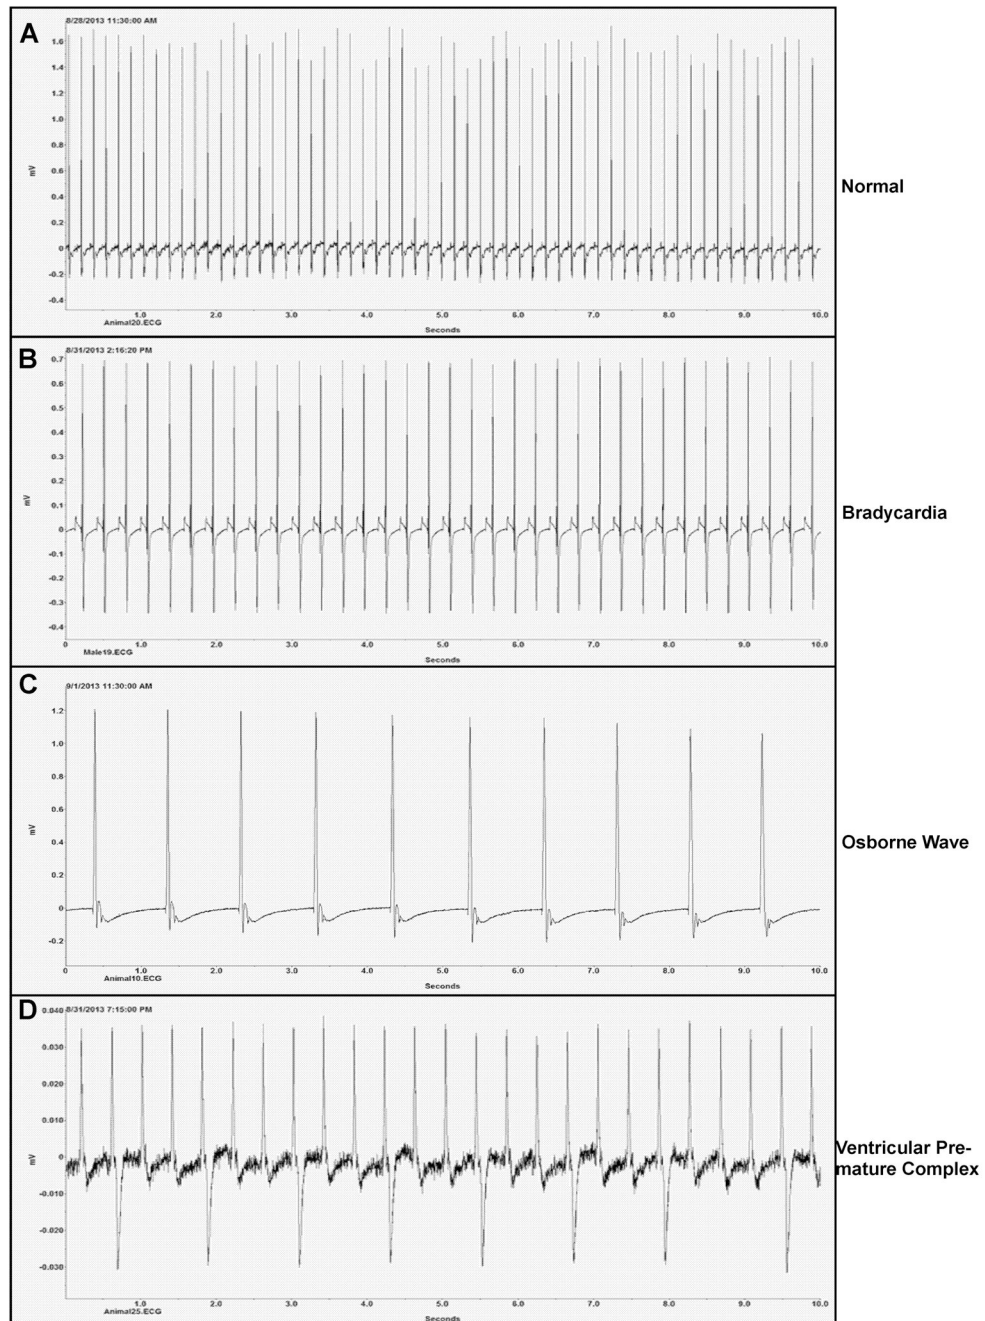 A
8/28/2013 11:30:00 AM
1.6
1.4
1.2
1.0
0.8
0.6
0.4
0.2
0
-0.2
-0.4
mV
1.0 2.0 3.0 4.0 5.0 6.0 7.0 8.0 9.0 10.0
Animal20.ECG
Seconds
Normal
B
8/31/2013 2:16:20 PM
0.7
0.6
0.5
0.4
0.3
0.2
0.1
0
-0.1
-0.2
-0.3
-0.4
mV
0 1.0 2.0 3.0 4.0 5.0 6.0 7.0 8.0 9.0 10.0
Male19.ECG
Seconds
Bradycardia
C
9/1/2013 11:30:00 AM
1.2
1.0
0.8
0.6
0.4
0.2
0
-0.2
mV
0 1.0 2.0 3.0 4.0 5.0 6.0 7.0 8.0 9.0 10.0
Animal10.ECG
Seconds
Osborne Wave
D
8/31/2013 7:15:00 PM
0.040
0.030
0.020
0.010
0
-0.010
-0.020
-0.030
mV
1.0 2.0 3.0 4.0 5.0 6.0 7.0 8.0 9.0 10.0
Animal25.ECG
Seconds
Ventricular Pre-
mature Complex